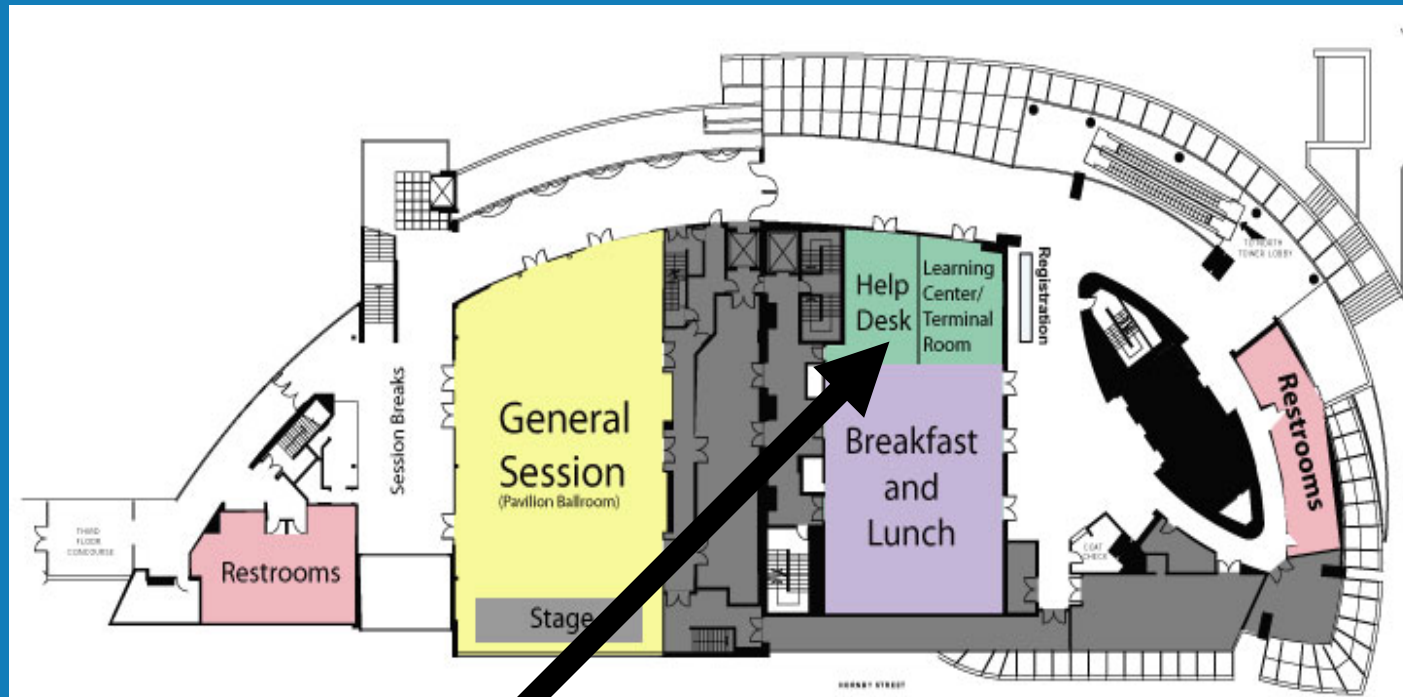 TO NORTH
TOWER LOBBY
Registration
Help
Desk
Learning
Center/
Terminal
Room
Session Breaks
General
Session
(Pavilion Ballroom)
Breakfast
and
Lunch
Restrooms
THIRD
FLOOR
CONCOURSE
Restrooms
COAT
CHECK
Stage
HORNBY STREET